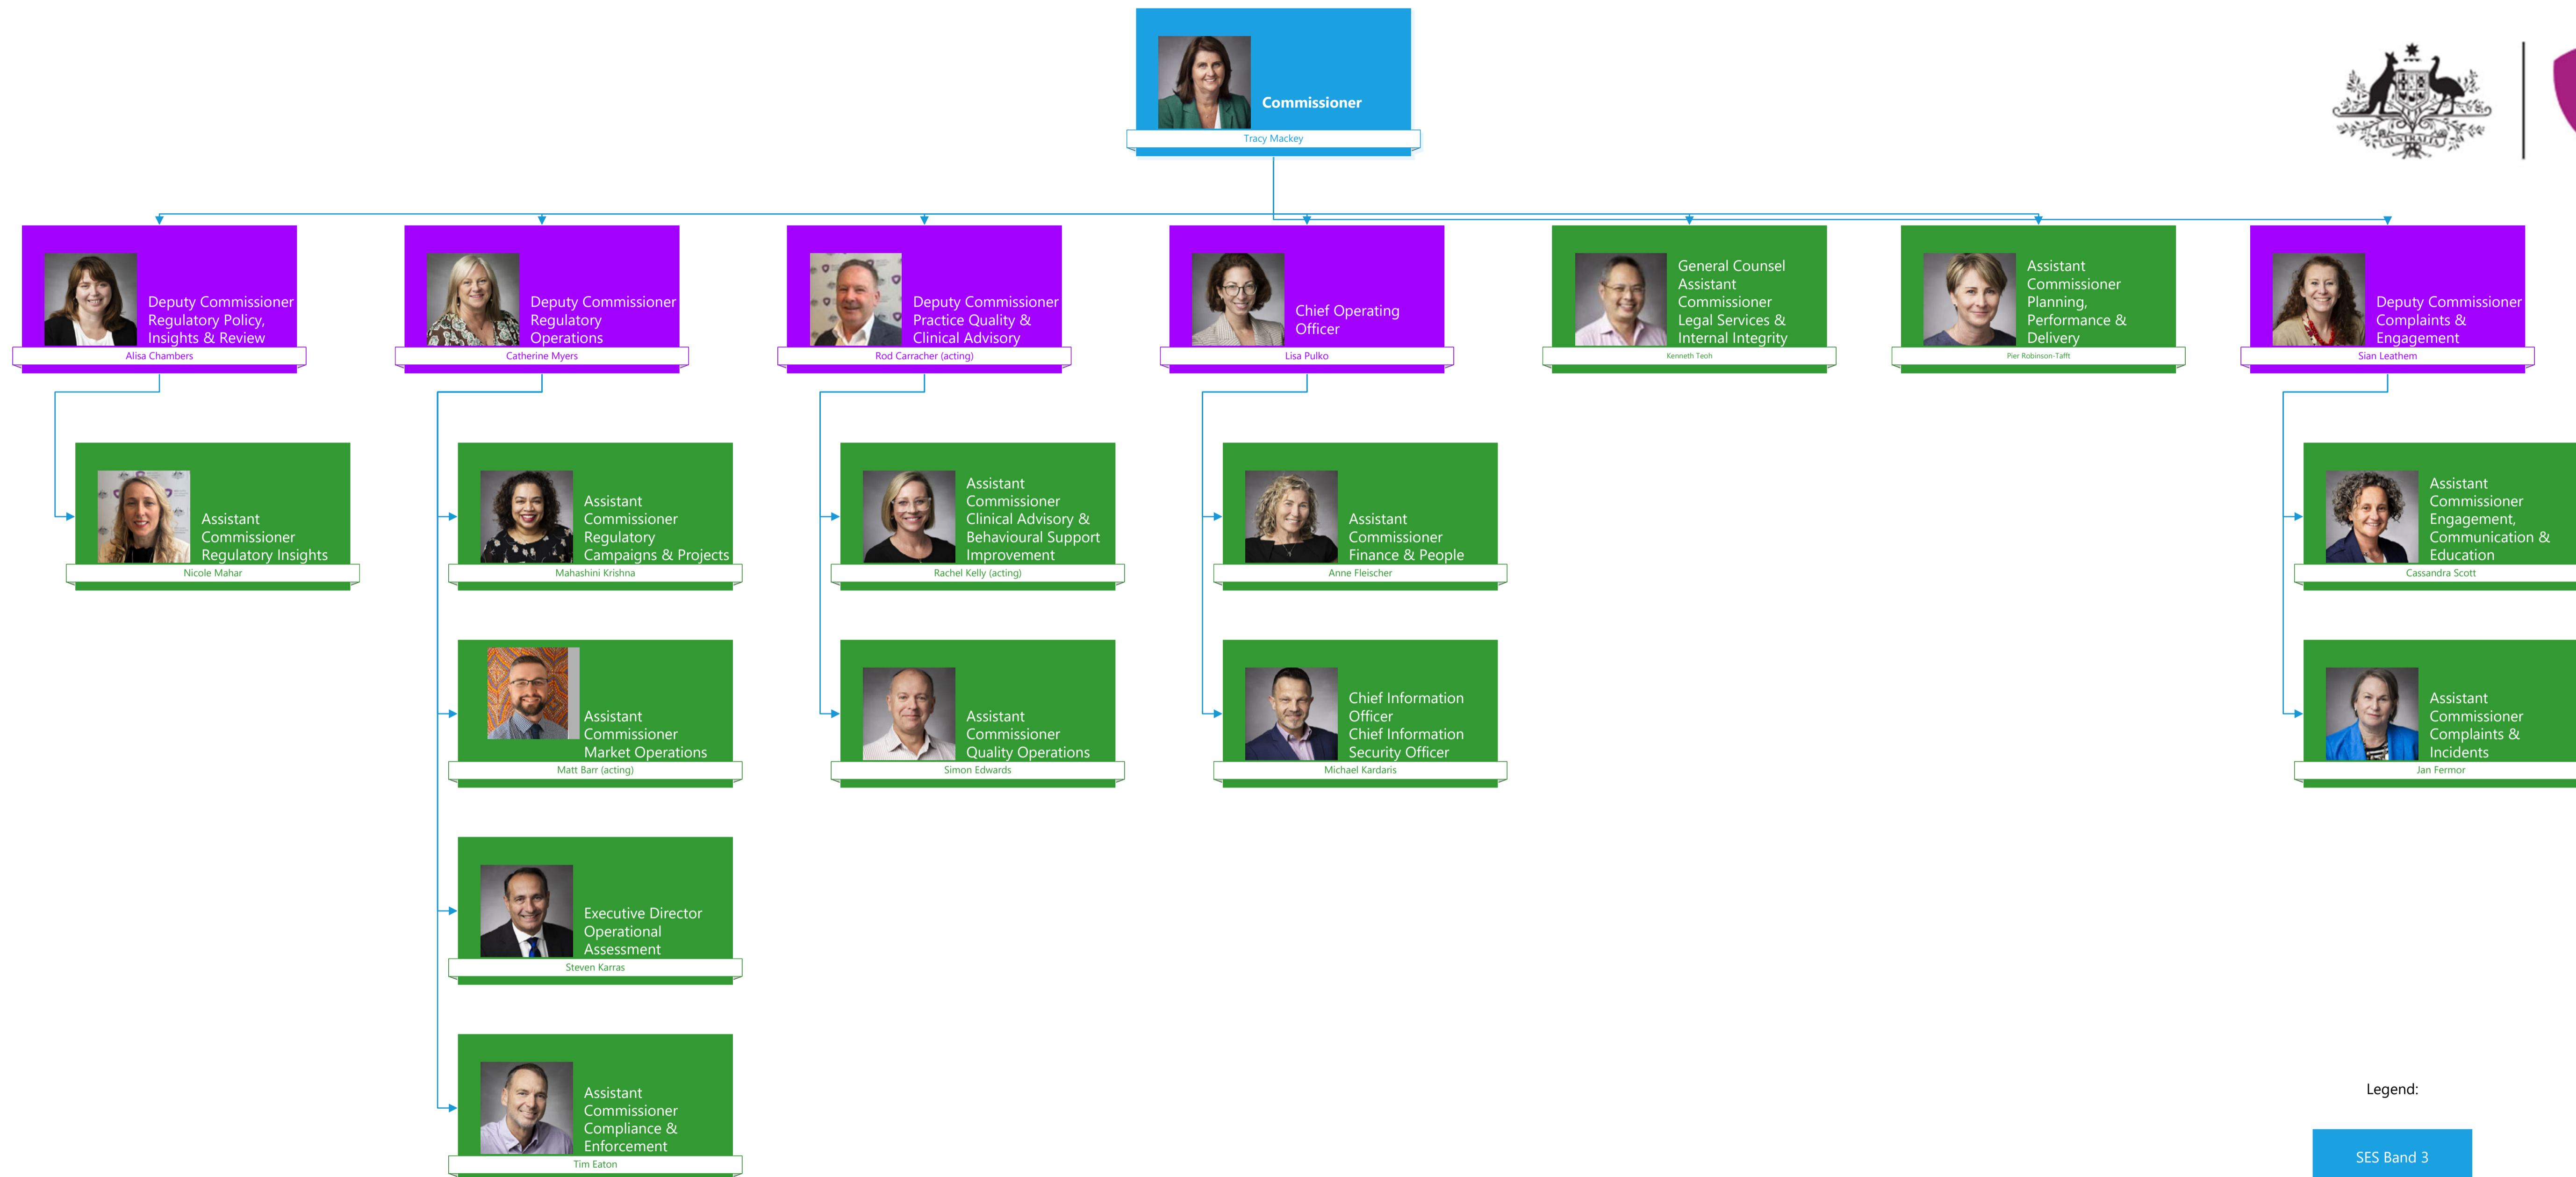 Commissioner
Tracy Mackey
AUSTRALIA
Deputy Commissioner
Regulatory Policy,
Insights & Review
Alisa Chambers
Deputy Commissioner
Regulatory
Operations
Catherine Myers
Deputy Commissioner
Practice Quality &
Clinical Advisory
Rod Carracher (acting)
Chief Operating
Officer
Lisa Pulko
General Counsel
Assistant
Commissioner
Legal Services &
Internal Integrity
Kenneth Teoh
Assistant
Commissioner
Planning,
Performance &
Delivery
Pier Robinson-Tafft
Deputy Commissioner
Complaints &
Engagement
Sian Leathem
Assistant
Commissioner
Regulatory Insights
Nicole Mahar
Assistant
Commissioner
Regulatory
Campaigns & Projects
Mahashini Krishna
Assistant
Commissioner
Clinical Advisory &
Behavioural Support
Improvement
Rachel Kelly (acting)
Assistant
Commissioner
Finance & People
Anne Fleischer
Assistant
Commissioner
Engagement,
Communication &
Education
Cassandra Scott
Assistant
Commissioner
Market Operations
Matt Barr (acting)
Assistant
Commissioner
Quality Operations
Simon Edwards
Chief Information
Officer
Chief Information
Security Officer
Michael Kardaris
Assistant
Commissioner
Complaints &
Incidents
Jan Fermor
Executive Director
Operational
Assessment
Steven Karras
Assistant
Commissioner
Compliance &
Enforcement
Tim Eaton
Legend:
SES Band 3